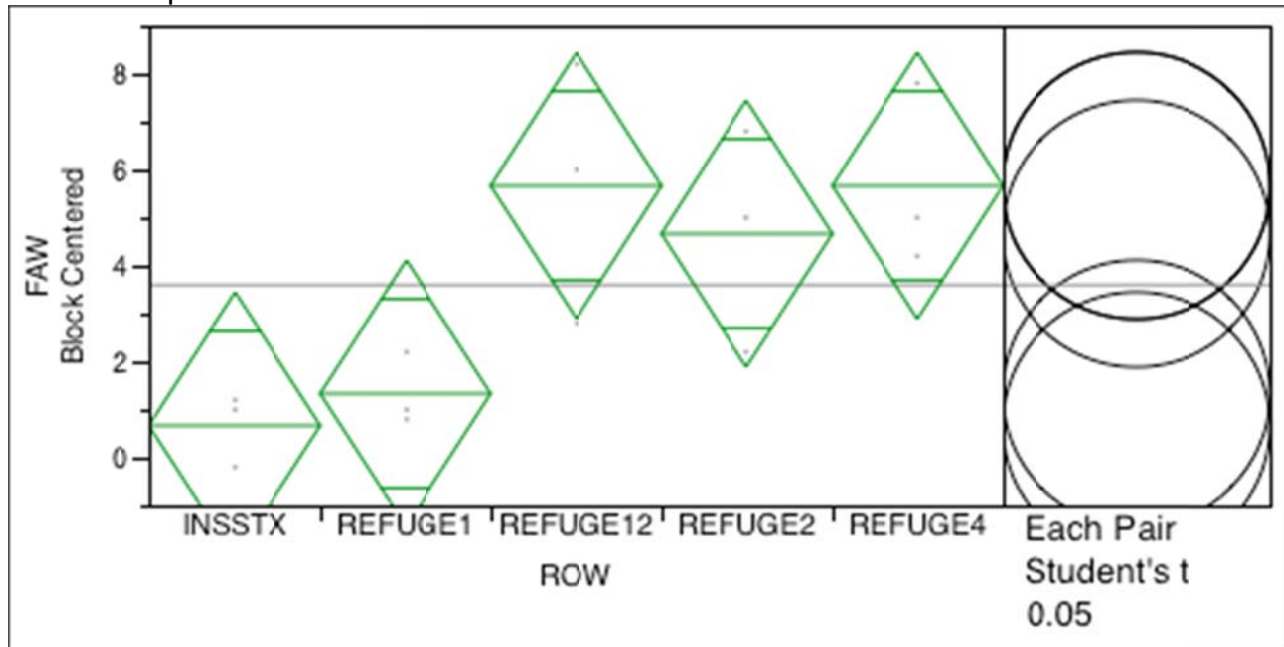 FAW
Block Centered
8
6
4
2
0
INSSTX REFUGE1 REFUGE12 REFUGE2 REFUGE4
ROW
Each Pair
Student's t
0.05